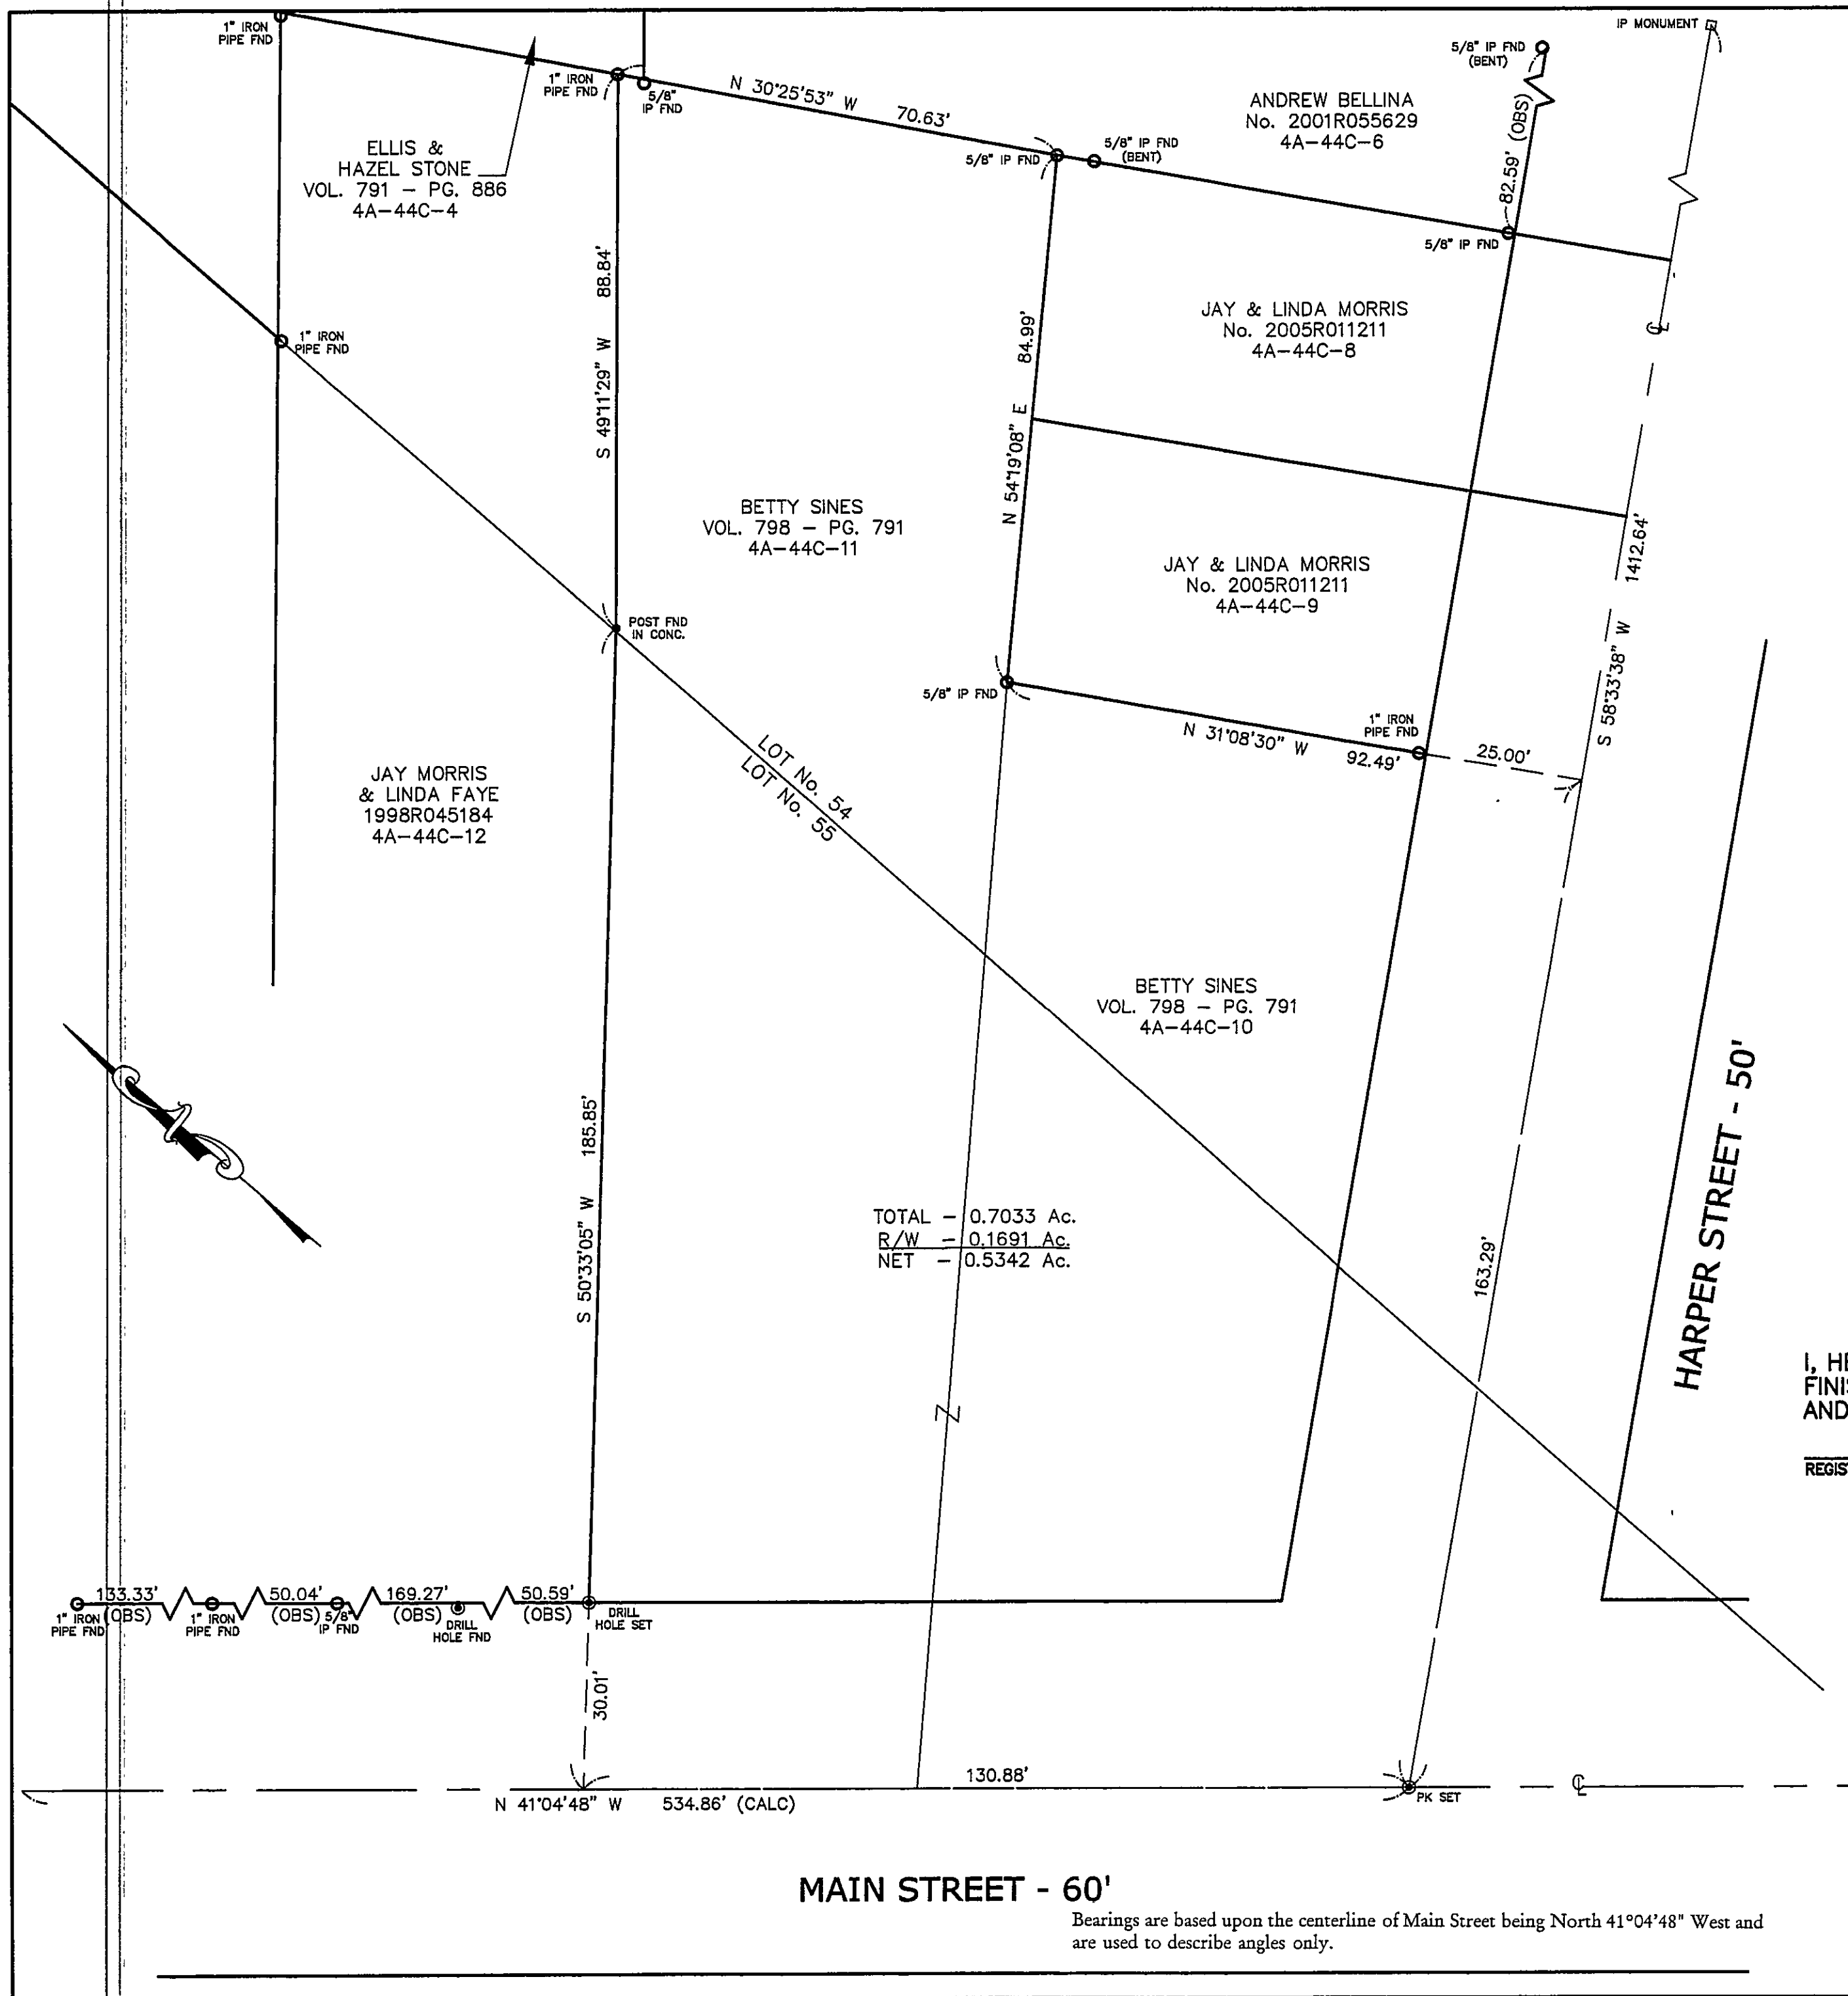 1" IRON
PIPE FND
IP MONUMENT
5/8" IP FND
(BENT)
1" IRON
PIPE FND
5/8"
IP FND
N 30°25'53" W 70.63'
ANDREW BELLINA
No. 2001R055629
4A-44C-6
82.59' (OBS)
ELLIS &
HAZEL STONE
VOL. 791 - PG. 886
4A-44C-4
5/8" IP FND
5/8" IP FND
(BENT)
5/8" IP FND
S 49°11'29" W 88.84'
N 54°19'08" E 84.99'
JAY & LINDA MORRIS
No. 2005R011211
4A-44C-8
℄
1" IRON
PIPE FND
BETTY SINES
VOL. 798 - PG. 791
4A-44C-11
JAY & LINDA MORRIS
No. 2005R011211
4A-44C-9
S 58°33'38" W 1412.64'
POST FND
IN CONC.
5/8" IP FND
N 31°08'30" W 92.49'
1" IRON
PIPE FND
25.00'
LOT No. 54
LOT No. 55
JAY MORRIS
& LINDA FAYE
1998R045184
4A-44C-12
BETTY SINES
VOL. 798 - PG. 791
4A-44C-10
HARPER STREET - 50'
S 50°33'05" W 185.85'
TOTAL - 0.7033 Ac.
R/W - 0.1691 Ac.
NET - 0.5342 Ac.
163.29'
I, HE
FINIS
AND
REGIS
133.33'
(OBS)
1" IRON
PIPE FND
1" IRON
PIPE FND
50.04'
(OBS)
5/8"
IP FND
169.27'
(OBS)
DRILL
HOLE FND
50.59'
(OBS)
DRILL
HOLE SET
30.01'
130.88'
N 41°04'48" W 534.86' (CALC)
PK SET
℄
MAIN STREET - 60'
Bearings are based upon the centerline of Main Street being North 41°04'48" West and
are used to describe angles only.